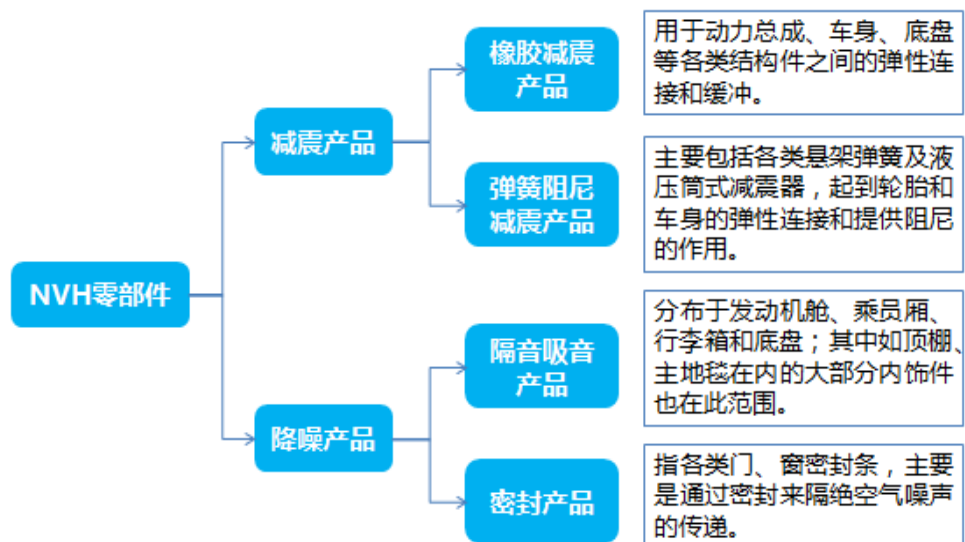 NVH零部件
减震产品
橡胶减震
产品
用于动力总成、车身、底盘
等各类结构件之间的弹性连
接和缓冲。
弹簧阻尼
减震产品
主要包括各类悬架弹簧及液
压筒式减震器，起到轮胎和
车身的弹性连接和提供阻尼
的作用。
降噪产品
隔音吸音
产品
分布于发动机舱、乘员厢、
行李箱和底盘；其中如顶棚、
主地毯在内的大部分内饰件
也在此范围。
密封产品
指各类门、窗密封条，主要
是通过密封来隔绝空气噪声
的传递。